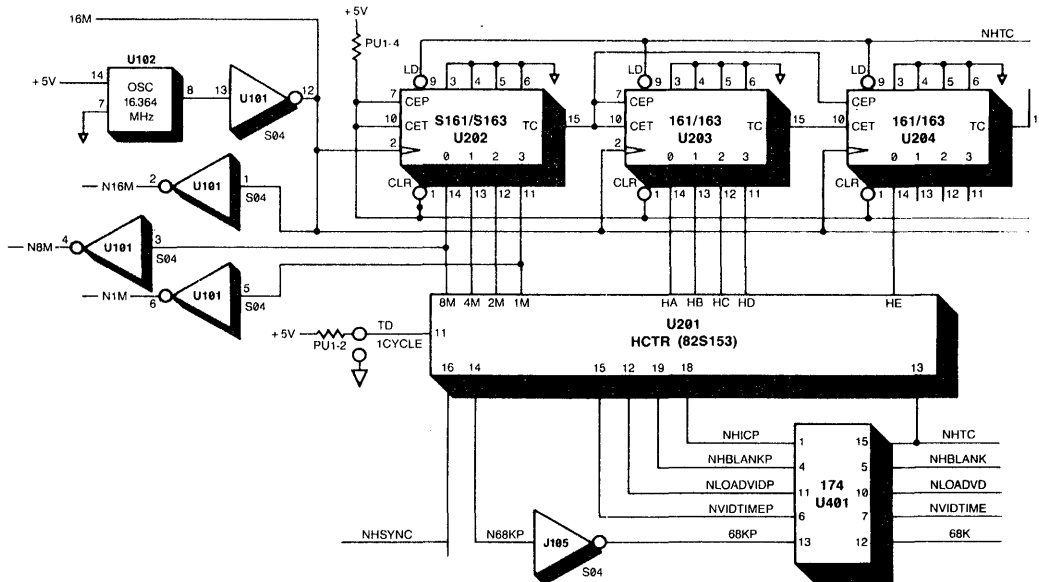 +5V
16M
PU1-4
NHTC
U102
+5V
14
OSC
16.364
MHz
7
8
13
U101
12
S04
LD
9
3
4
5
6
7
CEP
10
CET
S161/S163
U202
TC
15
2
0
1
2
3
CLR
1
14
13
12
11
LD
9
3
4
5
6
7
CEP
10
CET
161/163
U203
TC
15
2
0
1
2
3
CLR
1
14
13
12
11
LD
9
3
4
5
6
7
CEP
10
CET
161/163
U204
TC
1
2
0
1
2
3
CLR
1
14
13
12
11
N16M
2
U101
1
S04
N8M
4
U101
3
S04
N1M
6
U101
5
S04
8M
4M
2M
1M
HA
HB
HC
HD
HE
+5V
PU1-2
TD
1CYCLE
11
U201
HCTR (82S153)
16
14
15
12
19
18
13
NHICP
1
15
NHTC
NHBLANKP
4
5
NHBLANK
NLOADVIDP
11
174
U401
10
NLOADVD
NVIDTIMEP
6
7
NVIDTIME
NHSYNC
N68KP
J105
S04
68KP
13
12
68K